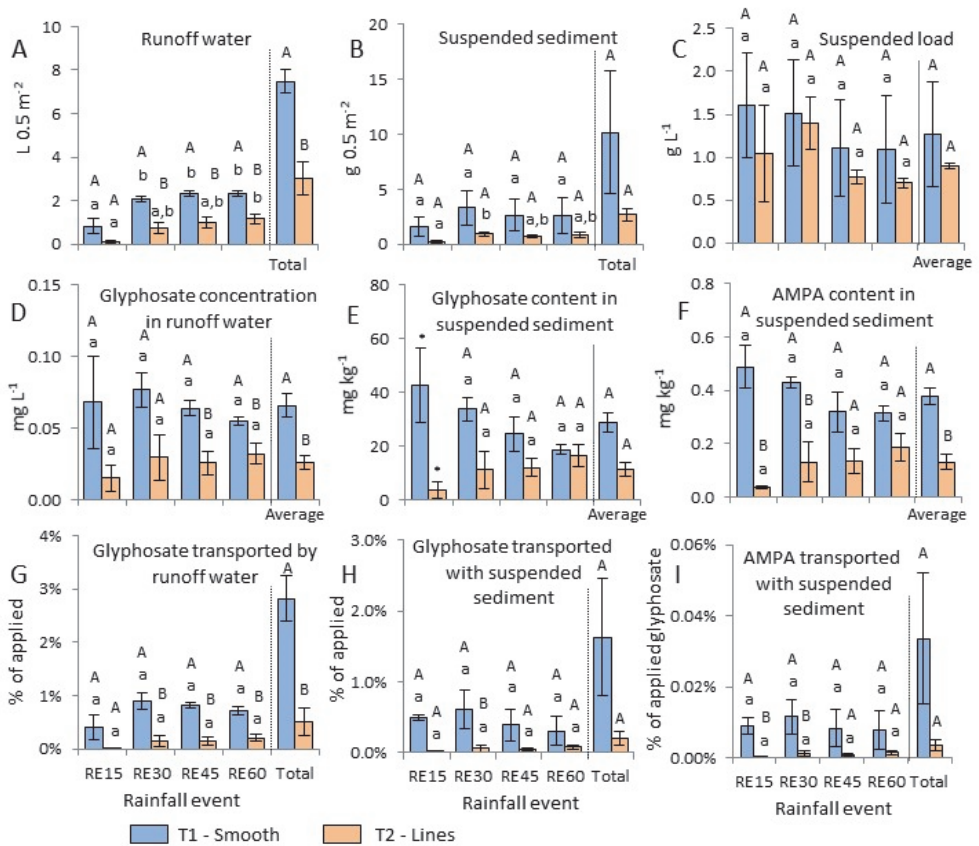 A
Runoff water
L 0.5 m⁻²
10
8
6
4
2
0
A
a
A
a
A
b
B
a,b
A
b
B
a,b
A
b
B
b
A
B
Total
B
Suspended sediment
g 0.5 m⁻²
20
15
10
5
0
A
a
A
a
A
a
A
b
A
a
A
a,b
A
a
A
a,b
A
A
Total
C
Suspended load
g L⁻¹
2.5
2.0
1.5
1.0
0.5
0.0
A
a
A
a
A
a
A
a
A
a
A
a
A
a
A
a
A
A
Average
D
Glyphosate concentration
in runoff water
mg L⁻¹
0.15
0.10
0.05
0.00
A
a
A
a
A
a
A
a
A
a
B
a
A
a
B
a
A
B
Average
E
Glyphosate content in
suspended sediment
mg kg⁻¹
80
60
40
20
0
*
*
A
a
A
a
A
a
A
a
A
a
A
a
A
A
Average
F
AMPA content in
suspended sediment
mg kg⁻¹
0.8
0.6
0.4
0.2
0.0
A
a
B
a
A
a
B
a
A
a
A
a
A
a
A
a
A
B
Average
G
Glyphosate transported by
runoff water
% of applied
4%
3%
2%
1%
0%
A
a
A
a
A
a
B
a
A
a
B
a
A
a
B
a
A
B
RE15 RE30 RE45 RE60 Total
Rainfall event
H
Glyphosate transported
with suspended
sediment
% of applied
3.0%
2.0%
1.0%
0.0%
A
a
A
a
A
a
B
a
A
a
A
a
A
a
A
a
A
A
RE15 RE30 RE45 RE60 Total
Rainfall event
I
AMPA transported
with suspended
sediment
% of appliedglyphosate
0.06%
0.04%
0.02%
0.00%
A
a
B
a
A
a
B
a
A
a
A
a
A
a
A
a
A
A
RE15 RE30 RE45 RE60 Total
Rainfall event
T1 - Smooth
T2 - Lines